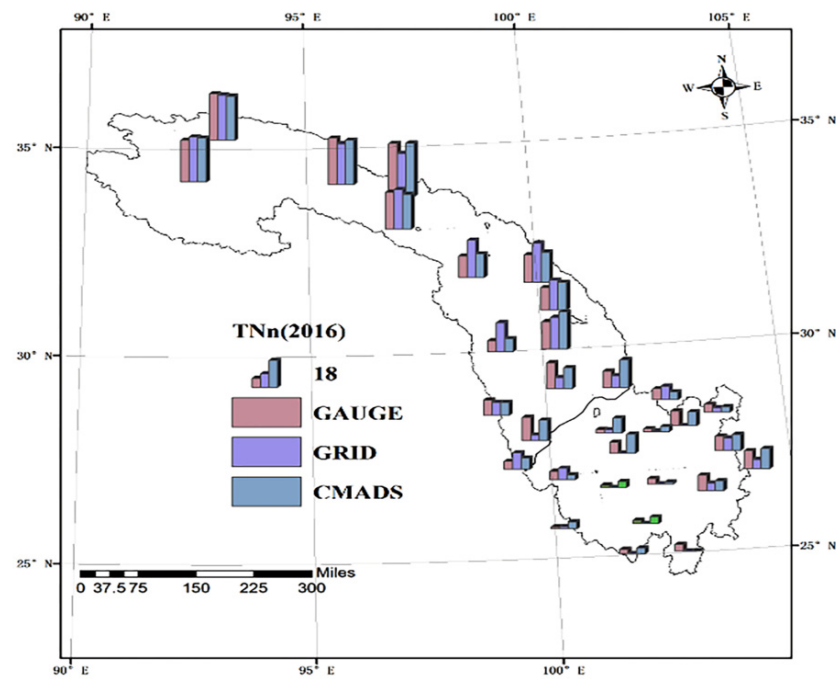 90° E 95° E 100° E 105° E
N
W E
S
35° N 35° N
30° N 30° N
25° N 25° N
TNn(2016)
18
GAUGE
GRID
CMADS
Miles
0 37.5 75 150 225 300
90° E 95° E 100° E